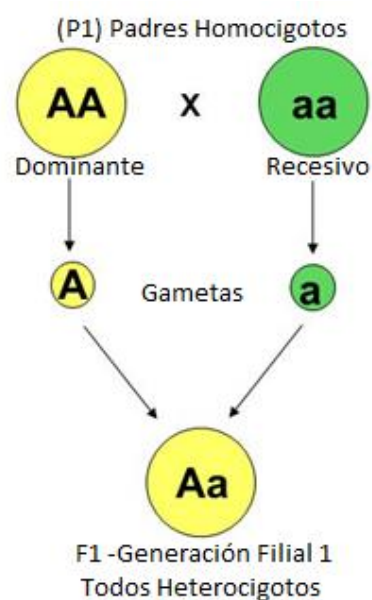 (P1) Padres Homocigotos
AA x aa
Dominante Recesivo
A Gametas a
Aa
F1 -Generación Filial 1
Todos Heterocigotos